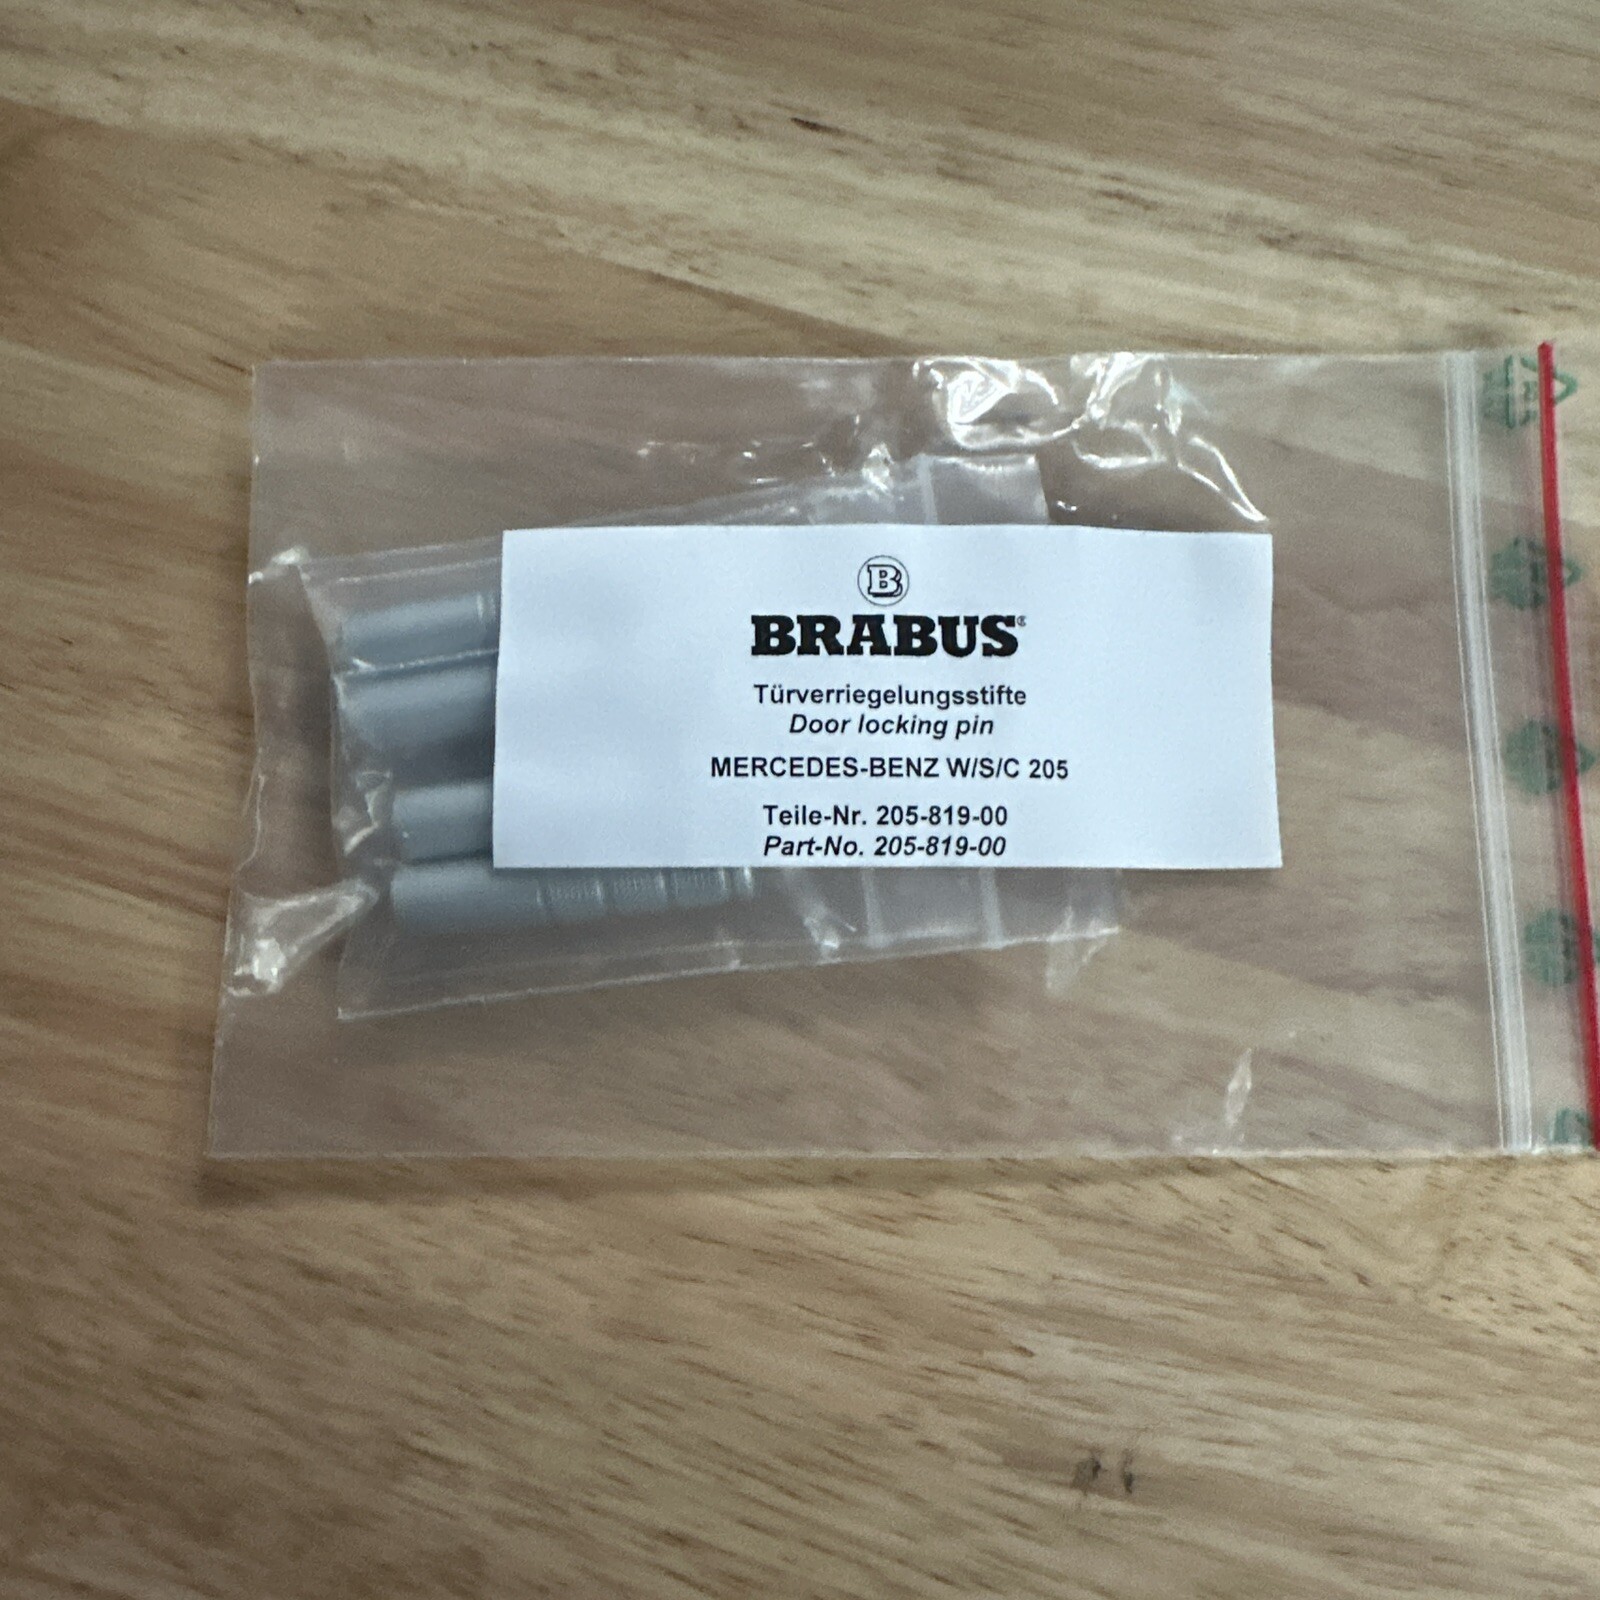 B
BRABUS®
Türverriegelungsstifte
Door locking pin
MERCEDES-BENZ W/S/C 205
Teile-Nr. 205-819-00
Part-No. 205-819-00